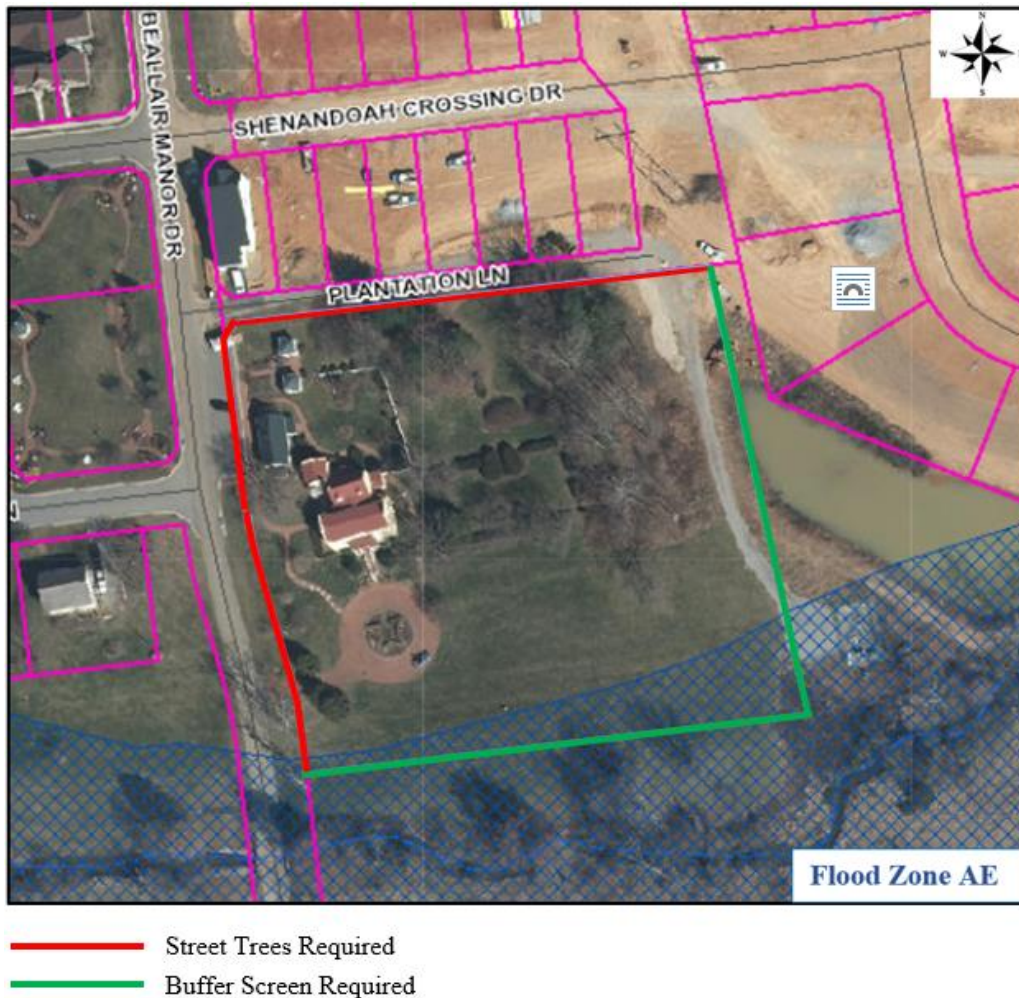 N
W
S
BEALLAIR MANOR DR
SHENANDOAH CROSSING DR
PLANTATION LN
N
Flood Zone AE
Street Trees Required
Buffer Screen Required